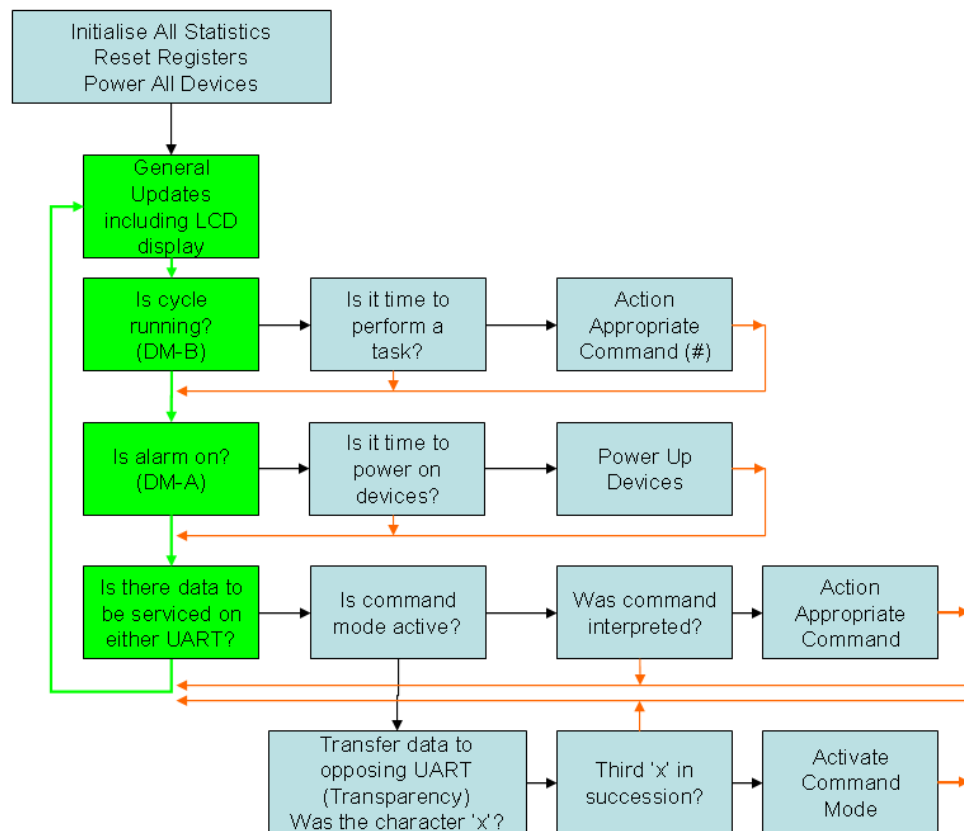 Initialise All Statistics
Reset Registers
Power All Devices
General
Updates
including LCD
display
Is cycle
running?
(DM-B)
Is it time to
perform a
task?
Action
Appropriate
Command (#)
Is alarm on?
(DM-A)
Is it time to
power on
devices?
Power Up
Devices
Is there data to
be serviced on
either UART?
Is command
mode active?
Was command
interpreted?
Action
Appropriate
Command
Transfer data to
opposing UART
(Transparency)
Was the character 'x'?
Third 'x' in
succession?
Activate
Command
Mode